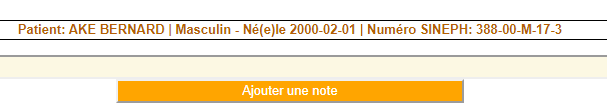 Patient: AKE BERNARD | Masculin - Né(e)le 2000-02-01 | Numéro SINEPH: 388-00-M-17-3
Ajouter une note